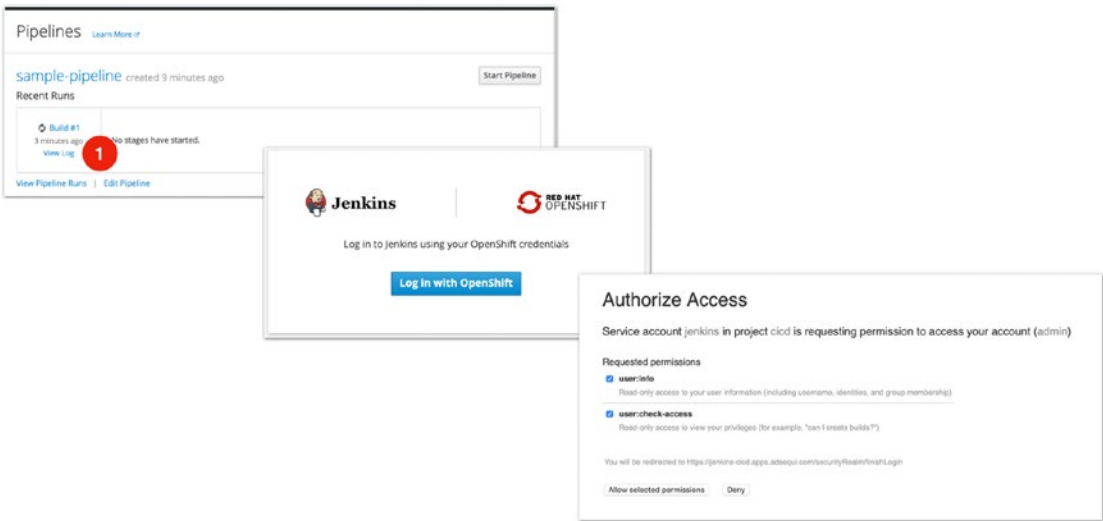 Pipelines Learn More
sample-pipeline created 9 minutes ago
Start Pipeline
Recent Runs
Build #1
3 minutes ago
View Log
1
No stages have started.
View Pipeline Runs | Edit Pipeline
Jenkins
RED HAT
OPENSHIFT
Log in to Jenkins using your OpenShift credentials
Log in with OpenShift
Authorize Access
Service account jenkins in project cicd is requesting permission to access your account (admin)
Requested permissions
user:info
Read-only access to your user information (including username, identities, and group membership)
user:check-access
Read-only access to view your privileges (for example, "can I create builds?")
You will be redirected to https://jenkins-cicd.apps.adsequi.com/securityRealm/finishLogin
Allow selected permissions Deny